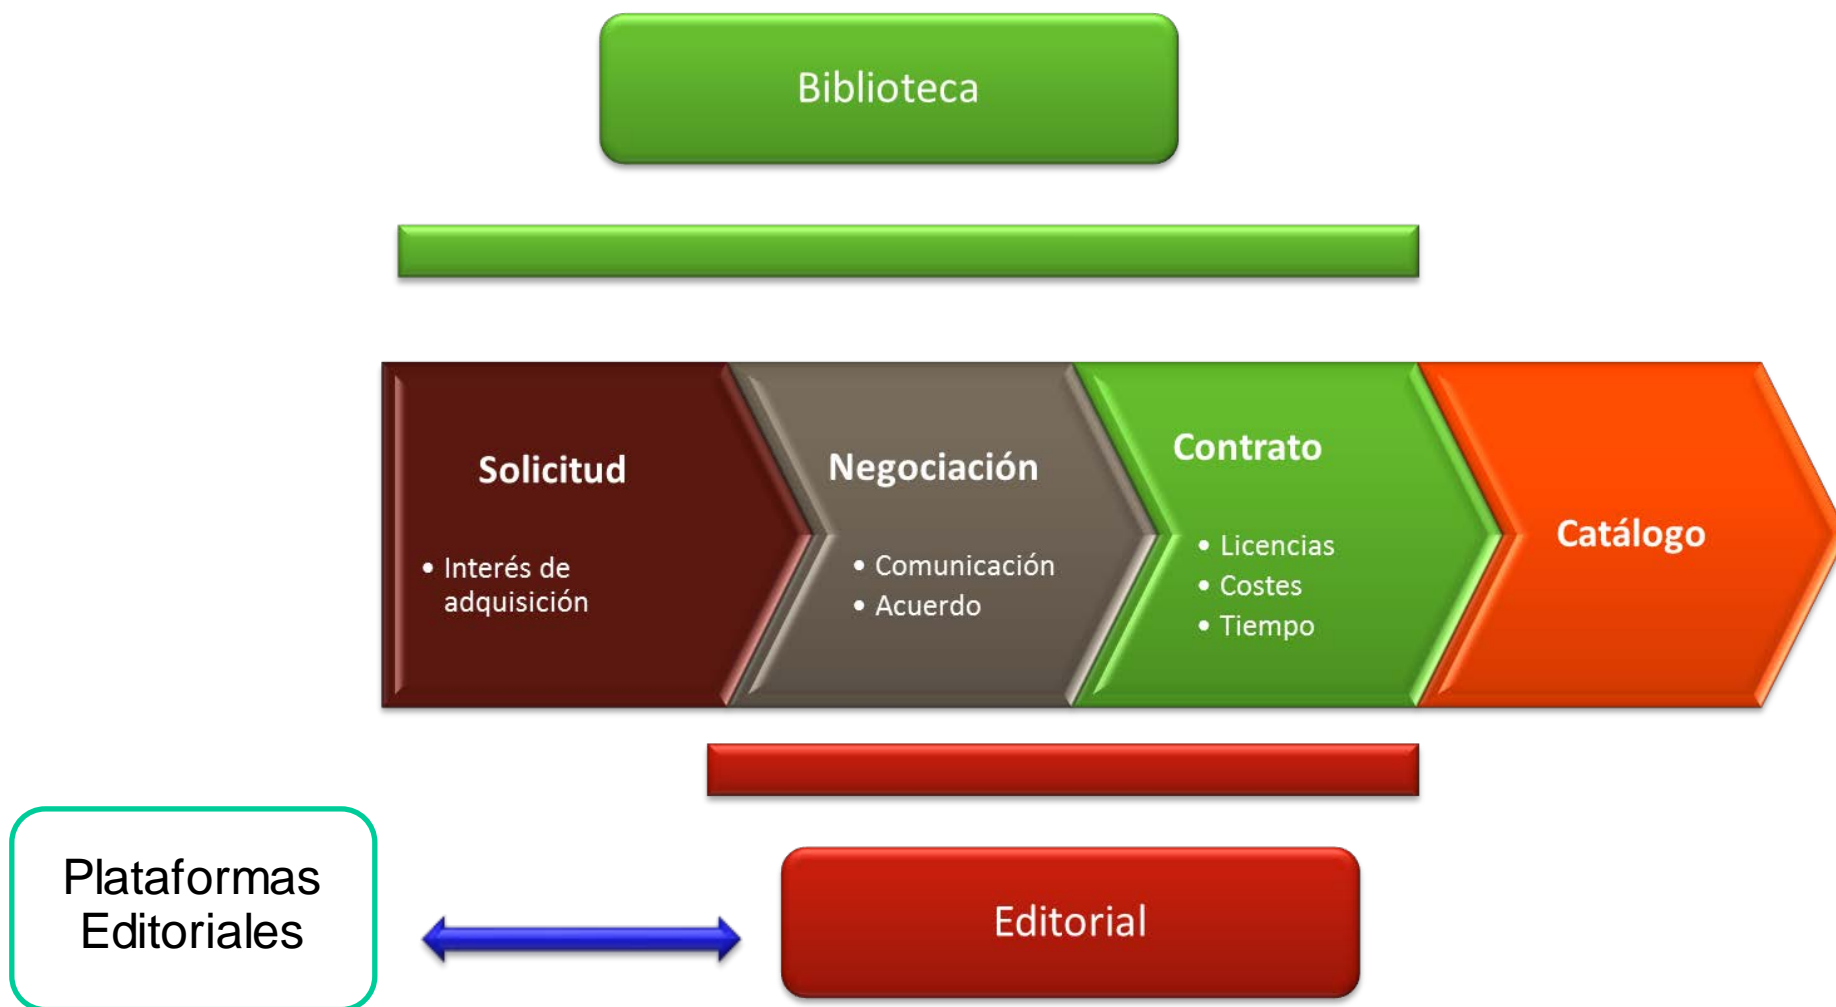 Biblioteca
Solicitud
• Interés de
adquisición
Negociación
• Comunicación
• Acuerdo
Contrato
• Licencias
• Costes
• Tiempo
Catálogo
Plataformas
Editoriales
Editorial